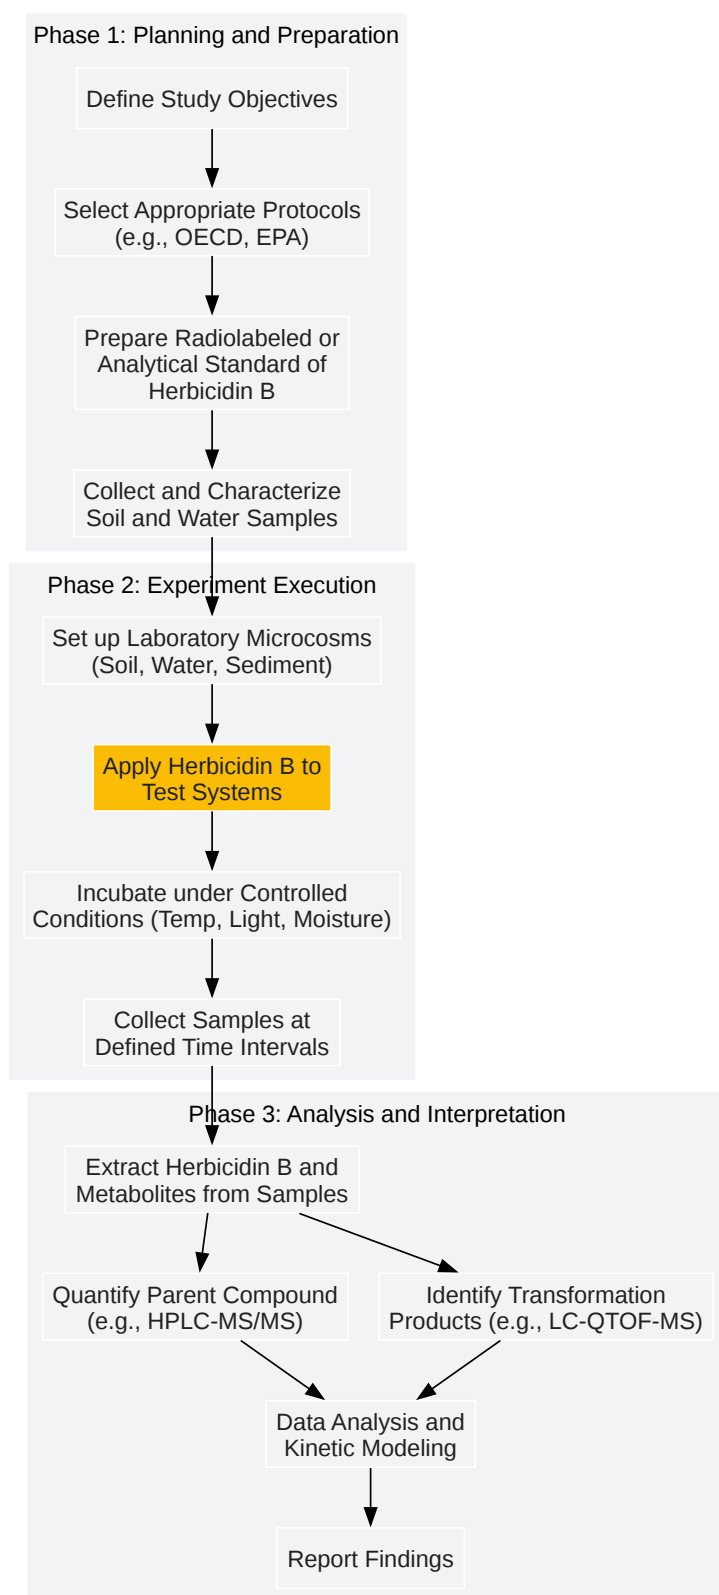 Phase 1: Planning and Preparation
Define Study Objectives
Select Appropriate Protocols
(e.g., OECD, EPA)
Prepare Radiolabeled or
Analytical Standard of
Herbicidin B
Collect and Characterize
Soil and Water Samples
Phase 2: Experiment Execution
Set up Laboratory Microcosms
(Soil, Water, Sediment)
Apply Herbicidin B to
Test Systems
Incubate under Controlled
Conditions (Temp, Light, Moisture)
Collect Samples at
Defined Time Intervals
Phase 3: Analysis and Interpretation
Extract Herbicidin B and
Metabolites from Samples
Quantify Parent Compound
(e.g., HPLC-MS/MS)
Identify Transformation
Products (e.g., LC-QTOF-MS)
Data Analysis and
Kinetic Modeling
Report Findings